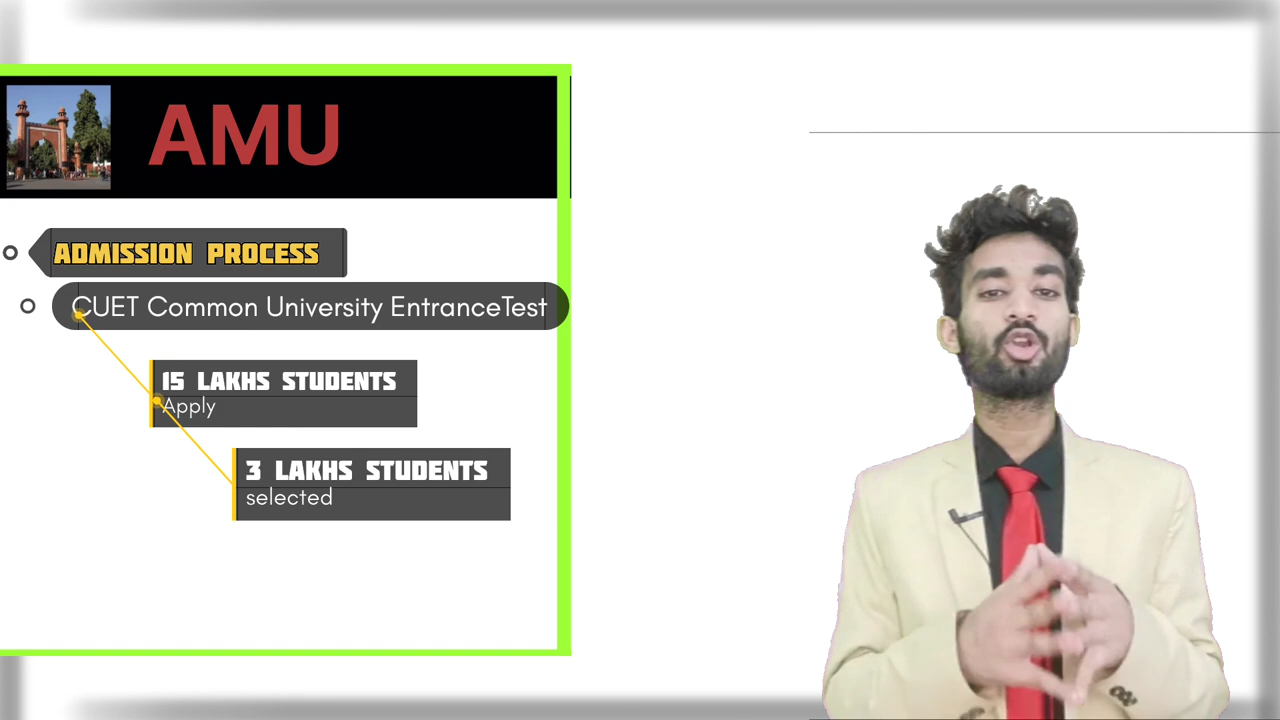 AMU
ADMISSION PROCESS
CUET Common University EntranceTest
15 LAKHS STUDENTS
Apply
3 LAKHS STUDENTS
selected